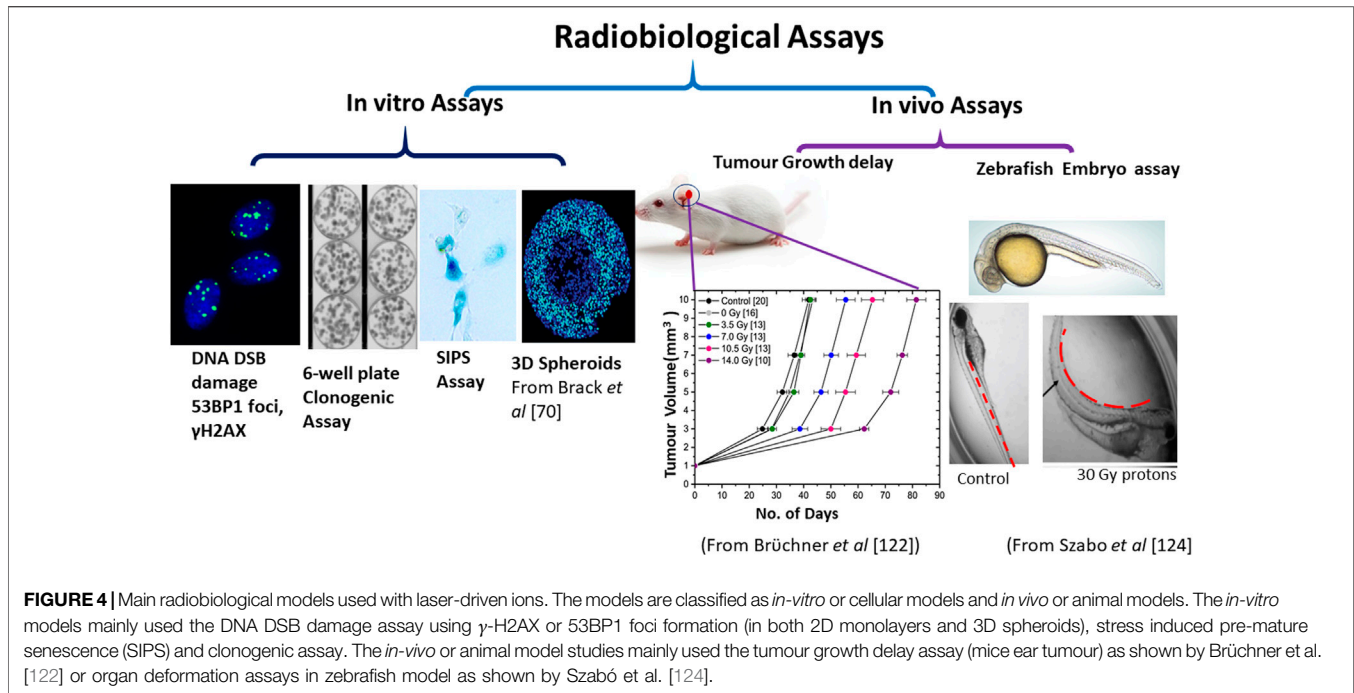 Radiobiological Assays
In vitro Assays
In vivo Assays
Tumour Growth delay
Zebrafish Embryo assay
DNA DSB
damage
53BP1 foci,
γH2AX
6-well plate
Clonogenic
Assay
SIPS
Assay
3D Spheroids
From Brack et
al [70]
Tumour Volume(mm³
10
9
8
7
6
5
4
3
2
1
0
Control [20]
0 Gy [16]
3.5 Gy [13]
7.0 Gy [13]
10.5 Gy [13]
14.0 Gy [10]
0 10 20 30 40 50 60 70 80 90
No. of Days
(From Brüchner et al [122])
Control
30 Gy protons
(From Szabo et al [124]
FIGURE 4 | Main radiobiological models used with laser-driven ions. The models are classified as in-vitro or cellular models and in vivo or animal models. The in-vitro
models mainly used the DNA DSB damage assay using γ-H2AX or 53BP1 foci formation (in both 2D monolayers and 3D spheroids), stress induced pre-mature
senescence (SIPS) and clonogenic assay. The in-vivo or animal model studies mainly used the tumour growth delay assay (mice ear tumour) as shown by Brüchner et al.
[122] or organ deformation assays in zebrafish model as shown by Szabó et al. [124].